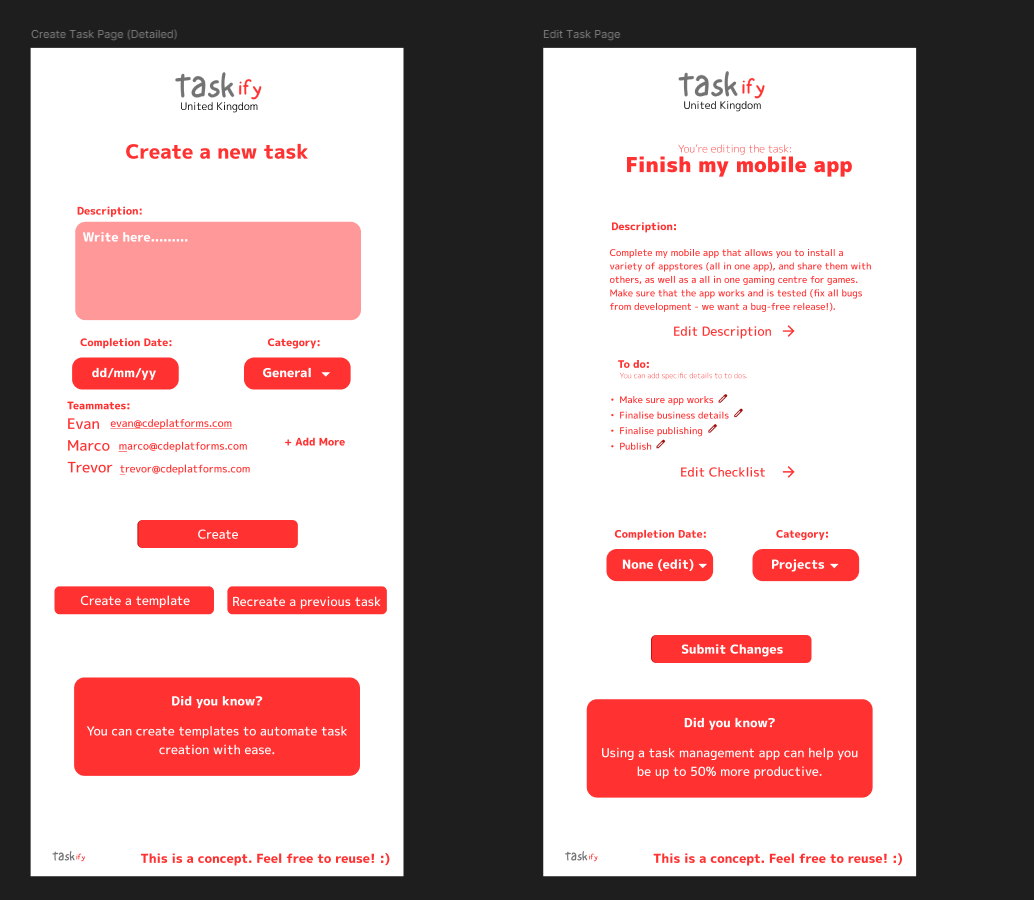 Create Task Page (Detailed)
Taskify
United Kingdom
Create a new task
Description:
Write here.........
Completion Date: Category:
dd/mm/yy General
Teammates:
Evan evan@cdeplatforms.com
Marco marco@cdeplatforms.com + Add More
Trevor trevor@cdeplatforms.com
Create
Create a template Recreate a previous task
Did you know?
You can create templates to automate task
creation with ease.
Taskify This is a concept. Feel free to reuse! :)
Edit Task Page
Taskify
United Kingdom
You're editing the task:
Finish my mobile app
Description:
Complete my mobile app that allows you to install a
variety of appstores (all in one app), and share them with
others, as well as a all in one gaming centre for games.
Make sure that the app works and is tested (fix all bugs
from development - we want a bug-free release!).
Edit Description →
To do:
You can add specific details to to dos.
• Make sure app works
• Finalise business details
• Finalise publishing
• Publish
Edit Checklist →
Completion Date: Category:
None (edit) Projects
Submit Changes
Did you know?
Using a task management app can help you
be up to 50% more productive.
Taskify This is a concept. Feel free to reuse! :)